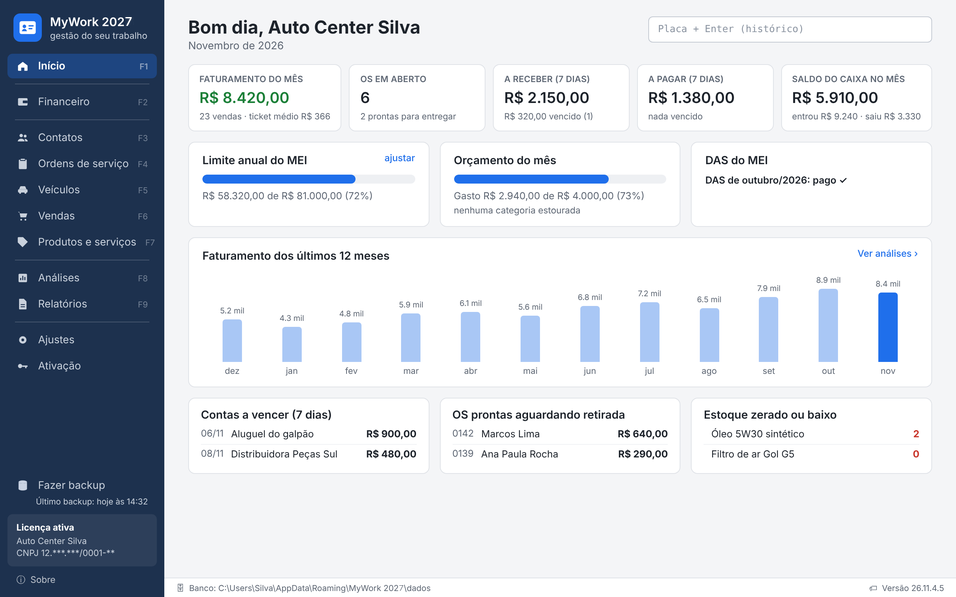 MyWork 2027
gestão do seu trabalho
Início F1
Financeiro F2
Contatos F3
Ordens de serviço F4
Veículos F5
Vendas F6
Produtos e serviços F7
Análises F8
Relatórios F9
Ajustes
Ativação
Fazer backup
Último backup: hoje às 14:32
Licença ativa
Auto Center Silva
CNPJ 12.***.***/0001-**
Sobre
Bom dia, Auto Center Silva
Novembro de 2026
Placa + Enter (histórico)
FATURAMENTO DO MÊS
R$ 8.420,00
23 vendas · ticket médio R$ 366
OS EM ABERTO
6
2 prontas para entregar
A RECEBER (7 DIAS)
R$ 2.150,00
R$ 320,00 vencido (1)
A PAGAR (7 DIAS)
R$ 1.380,00
nada vencido
SALDO DO CAIXA NO MÊS
R$ 5.910,00
entrou R$ 9.240 · saiu R$ 3.330
Limite anual do MEI ajustar
R$ 58.320,00 de R$ 81.000,00 (72%)
Orçamento do mês
Gasto R$ 2.940,00 de R$ 4.000,00 (73%)
nenhuma categoria estourada
DAS do MEI
DAS de outubro/2026: pago ✓
Faturamento dos últimos 12 meses Ver análises ›
5.2 mil 4.3 mil 4.8 mil 5.9 mil 6.1 mil 5.6 mil 6.8 mil 7.2 mil 6.5 mil 7.9 mil 8.9 mil 8.4 mil
dez jan fev mar abr mai jun jul ago set out nov
Contas a vencer (7 dias)
06/11 Aluguel do galpão R$ 900,00
08/11 Distribuidora Peças Sul R$ 480,00
OS prontas aguardando retirada
0142 Marcos Lima R$ 640,00
0139 Ana Paula Rocha R$ 290,00
Estoque zerado ou baixo
Óleo 5W30 sintético 2
Filtro de ar Gol G5 0
Banco: C:\Users\Silva\AppData\Roaming\MyWork 2027\dados
Versão 26.11.4.5